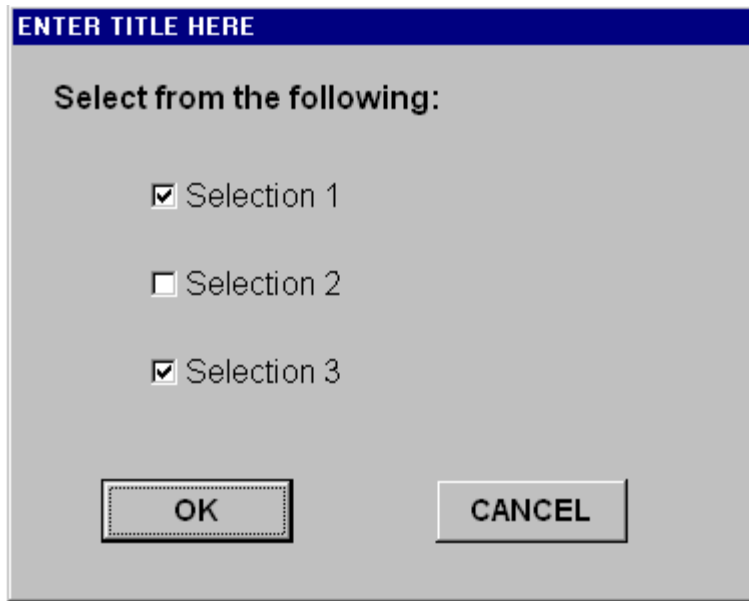 ENTER TITLE HERE
Select from the following:
Selection 1
Selection 2
Selection 3
OK CANCEL